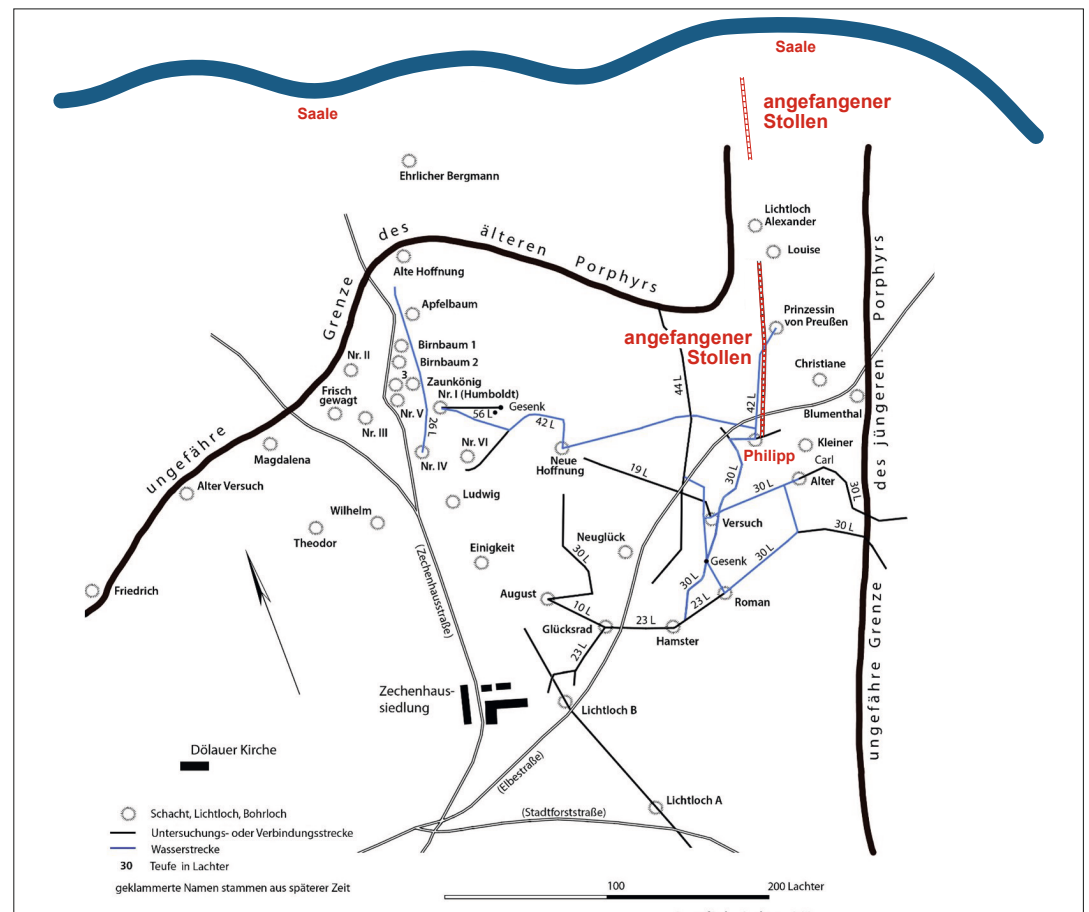 Saale
Saale
angefangener
Stollen
Ehrlicher Bergmann
Lichtloch
Alexander
Louise
ungefähre Grenze des älteren Porphyrs
Alte Hoffnung
Apfelbaum
Prinzessin
von Preußen
angefangener
Stollen
Birnbaum 1
Birnbaum 2
Nr. II
3
Zaunkönig
Nr. I (Humboldt)
Christiane
Blumenthal
44 L
42 L
Frisch
gewagt
Nr. V
56 L
Gesenk
26 L
42 L
Nr. III
Nr. VI
Nr. IV
Neue
Hoffnung
Philipp
Kleiner
Carl
Alter
Magdalena
Alter Versuch
19 L
30 L
30 L
30 L
30 L
Ludwig
Wilhelm
Theodor
Versuch
Neuglück
Einigkeit
30 L
Gesenk
30 L
30 L
Friedrich
August
10 L
Roman
23 L
Glücksrad
23 L
Hamster
23 L
(Zechenhausstraße)
ungefähre Grenze des jüngeren Porphyrs
Zechenhaus-
siedlung
Lichtloch B
Dölauer Kirche
(Elbestraße)
Lichtloch A
(Stadtforststraße)
Schacht, Lichtloch, Bohrloch
Untersuchungs- oder Verbindungsstrecke
Wasserstrecke
30 Teufe in Lachter
geklammerte Namen stammen aus späterer Zeit
100
200 Lachter